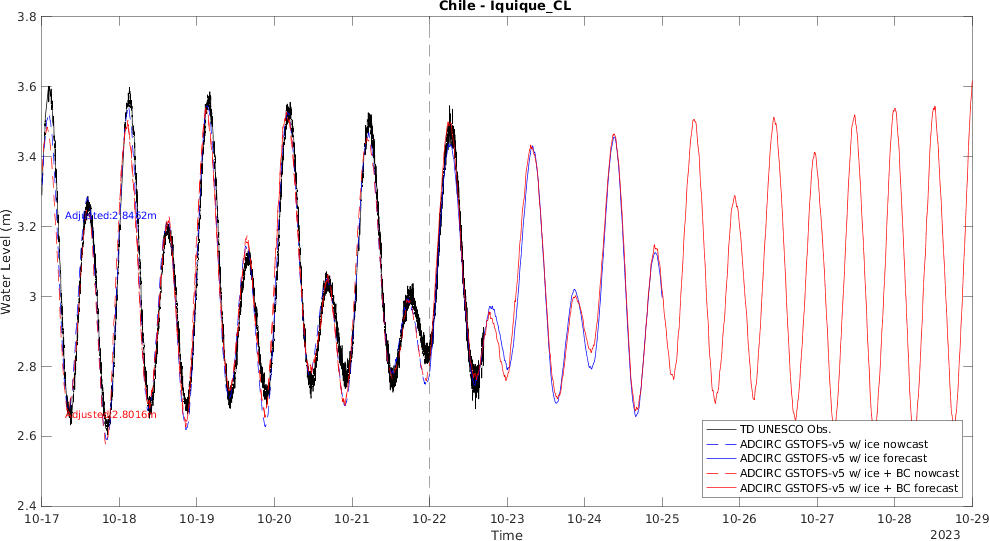 Chile - Iquique_CL
3.8
3.6
3.4
3.2
3
2.8
2.6
2.4
Water Level (m)
Adjusted:2.8462m
Adjusted:2.8016m
TD UNESCO Obs.
ADCIRC GSTOFS-v5 w/ ice nowcast
ADCIRC GSTOFS-v5 w/ ice forecast
ADCIRC GSTOFS-v5 w/ ice + BC nowcast
ADCIRC GSTOFS-v5 w/ ice + BC forecast
10-17 10-18 10-19 10-20 10-21 10-22 10-23 10-24 10-25 10-26 10-27 10-28 10-29
Time
2023